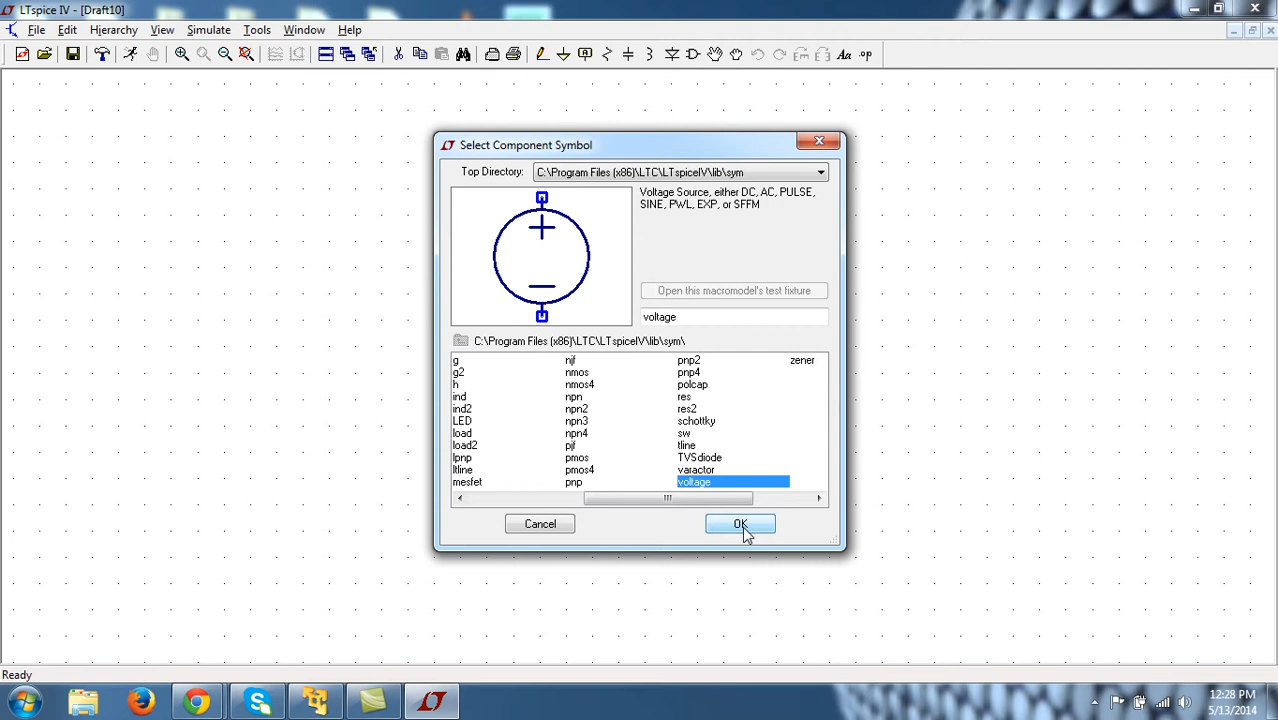 LTspice IV - [Draft10]
File Edit Hierarchy View Simulate Tools Window Help
Aa .op
Select Component Symbol
Top Directory: C:\Program Files (x86)\LTC\LTspiceIV\lib\sym
Voltage Source, either DC, AC, PULSE,
SINE, PWL, EXP, or SFFM
Open this macromodel's test fixture
voltage
C:\Program Files (x86)\LTC\LTspiceIV\lib\sym\
g njf pnp2 zener
g2 nmos pnp4
h nmos4 polcap
ind npn res
ind2 npn2 res2
LED npn3 schottky
load npn4 sw
load2 pjf tline
lpnp pmos TVSdiode
ltline pmos4 varactor
mesfet pnp voltage
Cancel OK
Ready
12:28 PM
5/13/2014